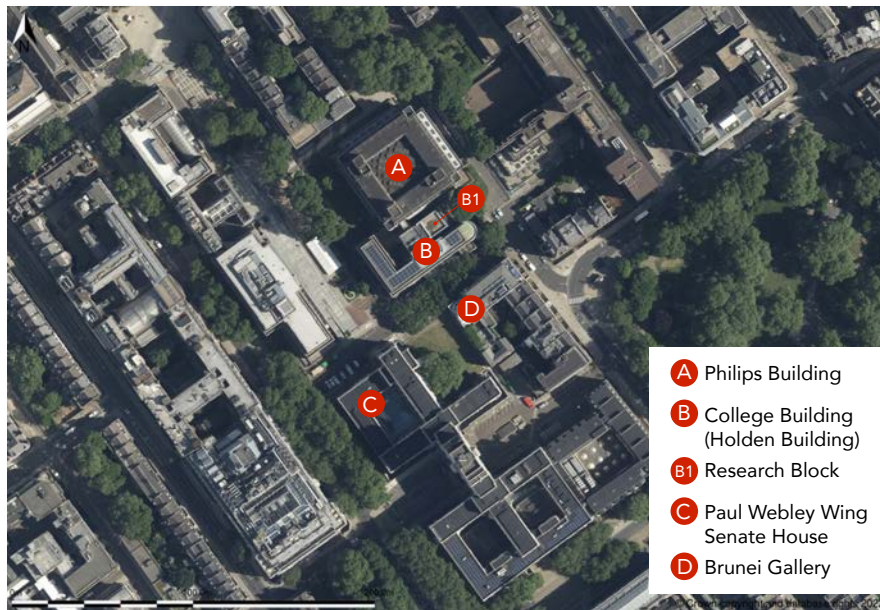 N
A
B1
B
D
C
A Philips Building
B College Building
(Holden Building)
B1 Research Block
C Paul Webley Wing
Senate House
D Brunei Gallery